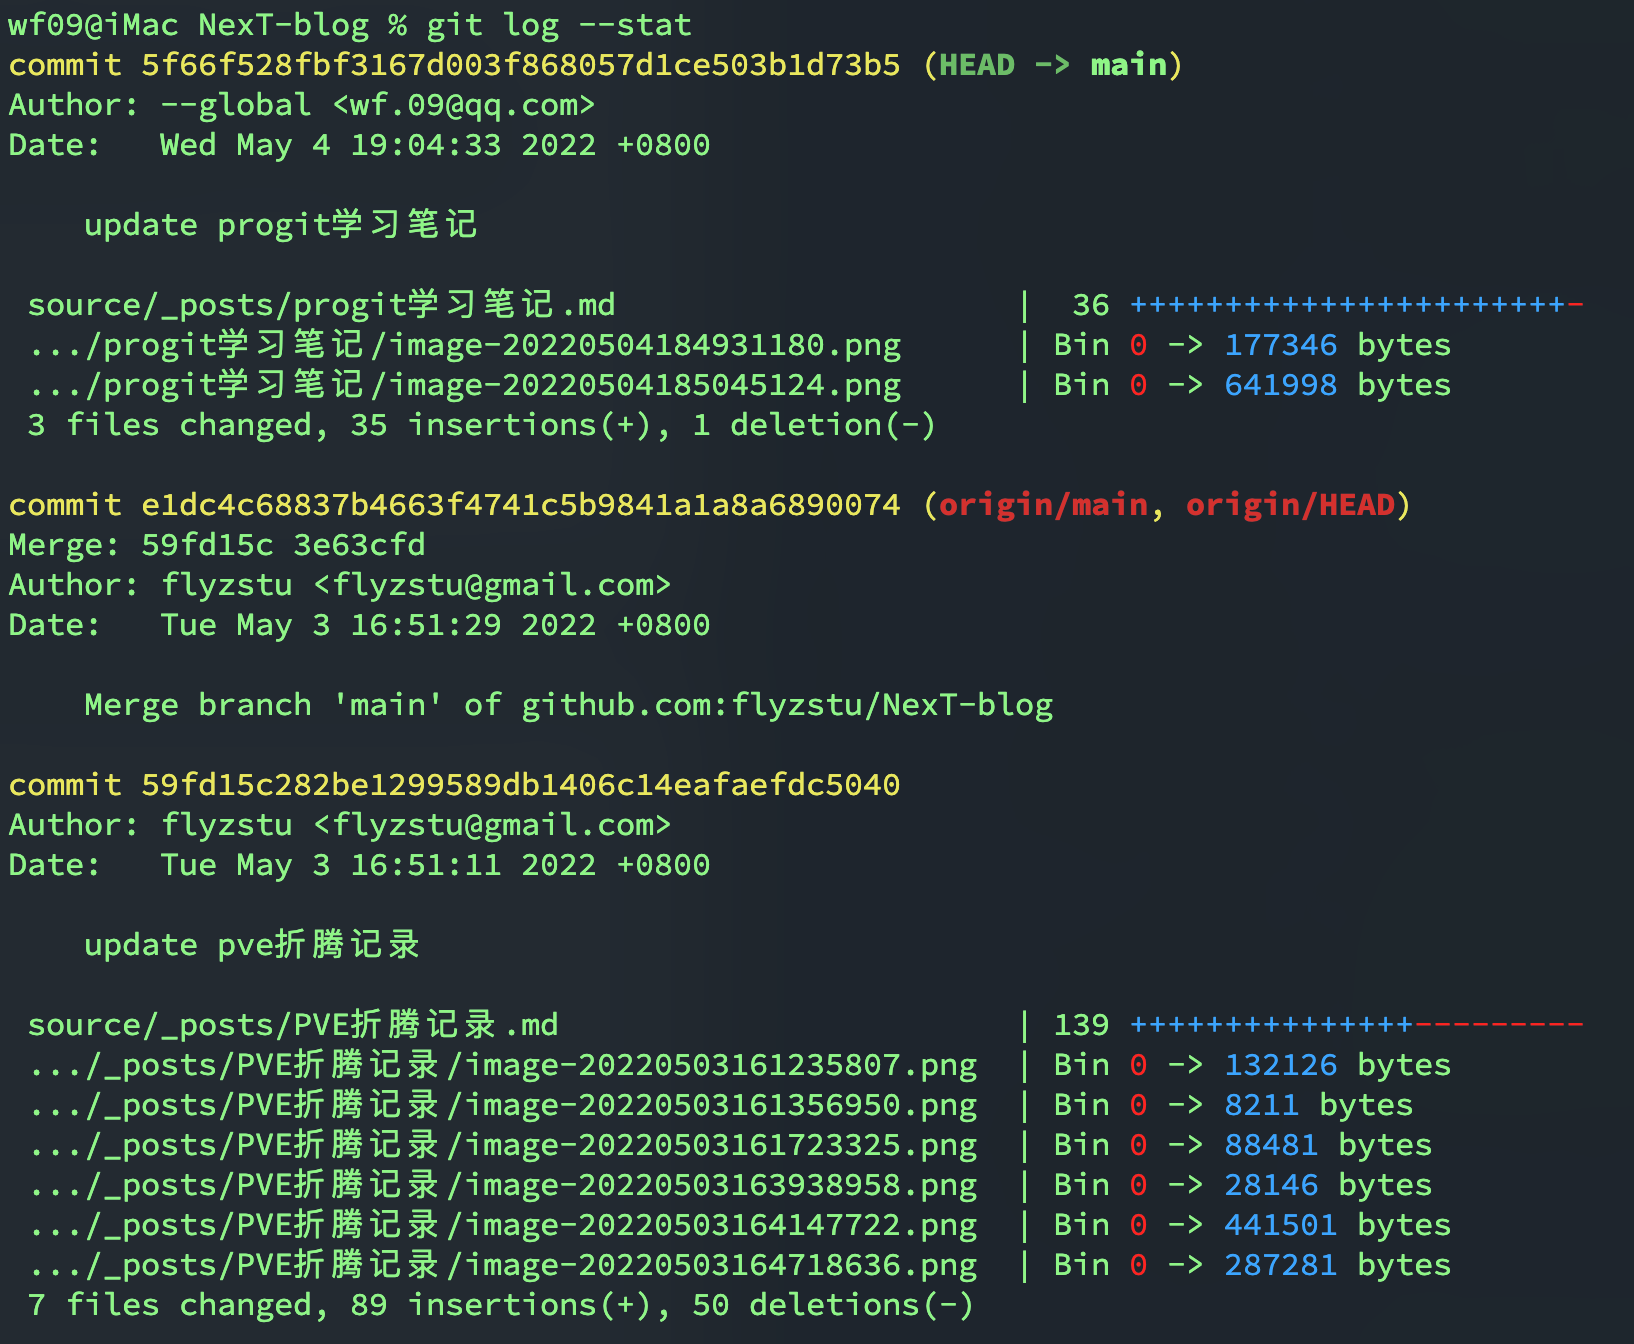 wf09@iMac NexT-blog % git log --stat
commit 5f66f528fbf3167d003f868057d1ce503b1d73b5 (HEAD -> main)
Author: --global <wf.09@qq.com>
Date:   Wed May 4 19:04:33 2022 +0800
update progit学习笔记
source/_posts/progit学习笔记.md | 36 +++++++++++++++++++++++-
.../progit学习笔记/image-20220504184931180.png | Bin 0 -> 177346 bytes
.../progit学习笔记/image-20220504185045124.png | Bin 0 -> 641998 bytes
3 files changed, 35 insertions(+), 1 deletion(-)
commit e1dc4c68837b4663f4741c5b9841a1a8a6890074 (origin/main, origin/HEAD)
Merge: 59fd15c 3e63cfd
Author: flyzstu <flyzstu@gmail.com>
Date:   Tue May 3 16:51:29 2022 +0800
Merge branch 'main' of github.com:flyzstu/NexT-blog
commit 59fd15c282be1299589db1406c14eafaefdc5040
Author: flyzstu <flyzstu@gmail.com>
Date:   Tue May 3 16:51:11 2022 +0800
update pve折腾记录
source/_posts/PVE折腾记录.md | 139 +++++++++++++++---------
.../_posts/PVE折腾记录/image-20220503161235807.png | Bin 0 -> 132126 bytes
.../_posts/PVE折腾记录/image-20220503161356950.png | Bin 0 -> 8211 bytes
.../_posts/PVE折腾记录/image-20220503161723325.png | Bin 0 -> 88481 bytes
.../_posts/PVE折腾记录/image-20220503163938958.png | Bin 0 -> 28146 bytes
.../_posts/PVE折腾记录/image-20220503164147722.png | Bin 0 -> 441501 bytes
.../_posts/PVE折腾记录/image-20220503164718636.png | Bin 0 -> 287281 bytes
7 files changed, 89 insertions(+), 50 deletions(-)